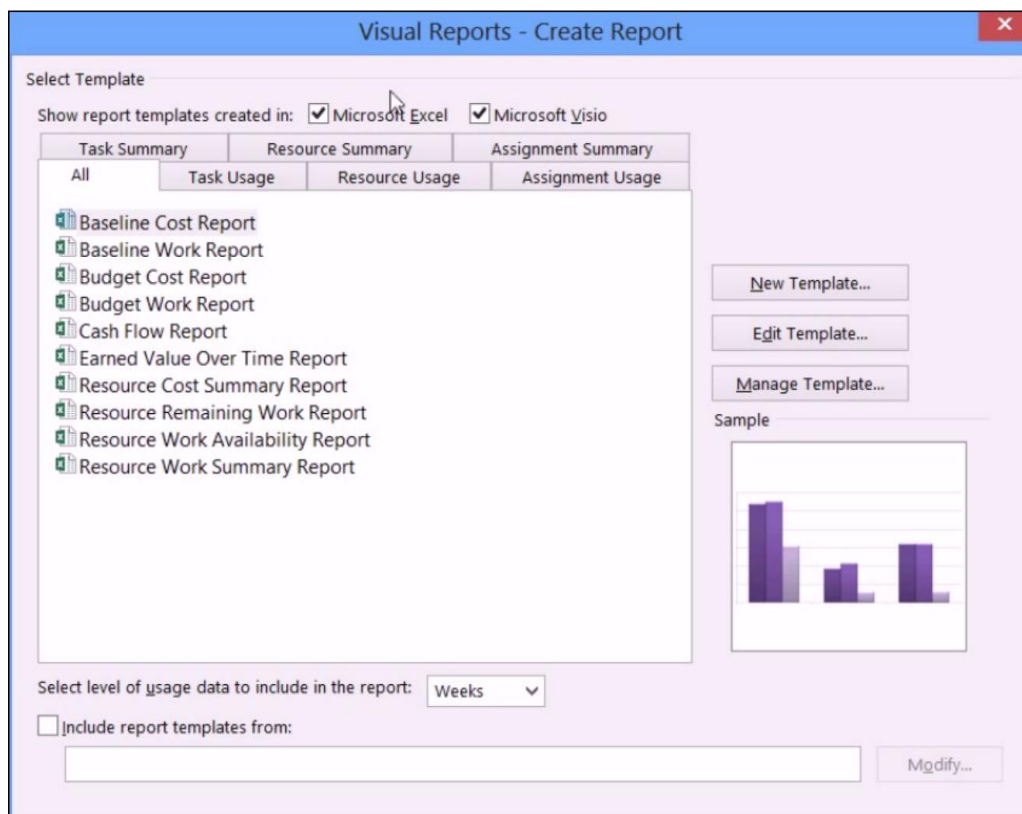 Visual Reports - Create Report
Select Template
Show report templates created in: Microsoft Excel Microsoft Visio
Task Summary Resource Summary Assignment Summary
All Task Usage Resource Usage Assignment Usage
Baseline Cost Report
Baseline Work Report
Budget Cost Report
Budget Work Report
Cash Flow Report
Earned Value Over Time Report
Resource Cost Summary Report
Resource Remaining Work Report
Resource Work Availability Report
Resource Work Summary Report
New Template...
Edit Template...
Manage Template...
Sample
Select level of usage data to include in the report: Weeks
Include report templates from:
Modify...